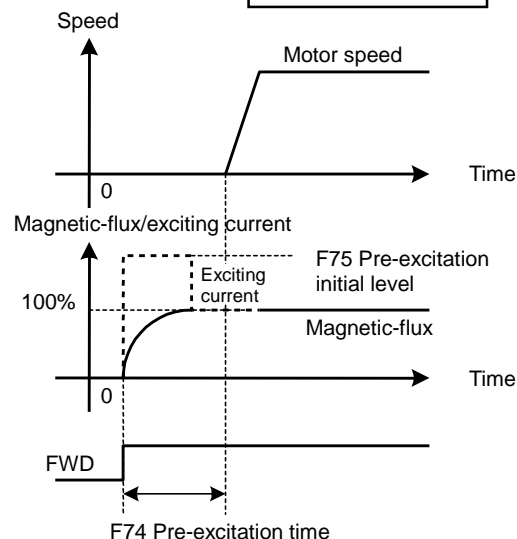 Speed
Motor speed
Time
0
Magnetic-flux/exciting current
F75 Pre-excitation
initial level
Exciting
current
100%
Magnetic-flux
Time
0
FWD
F74 Pre-excitation time